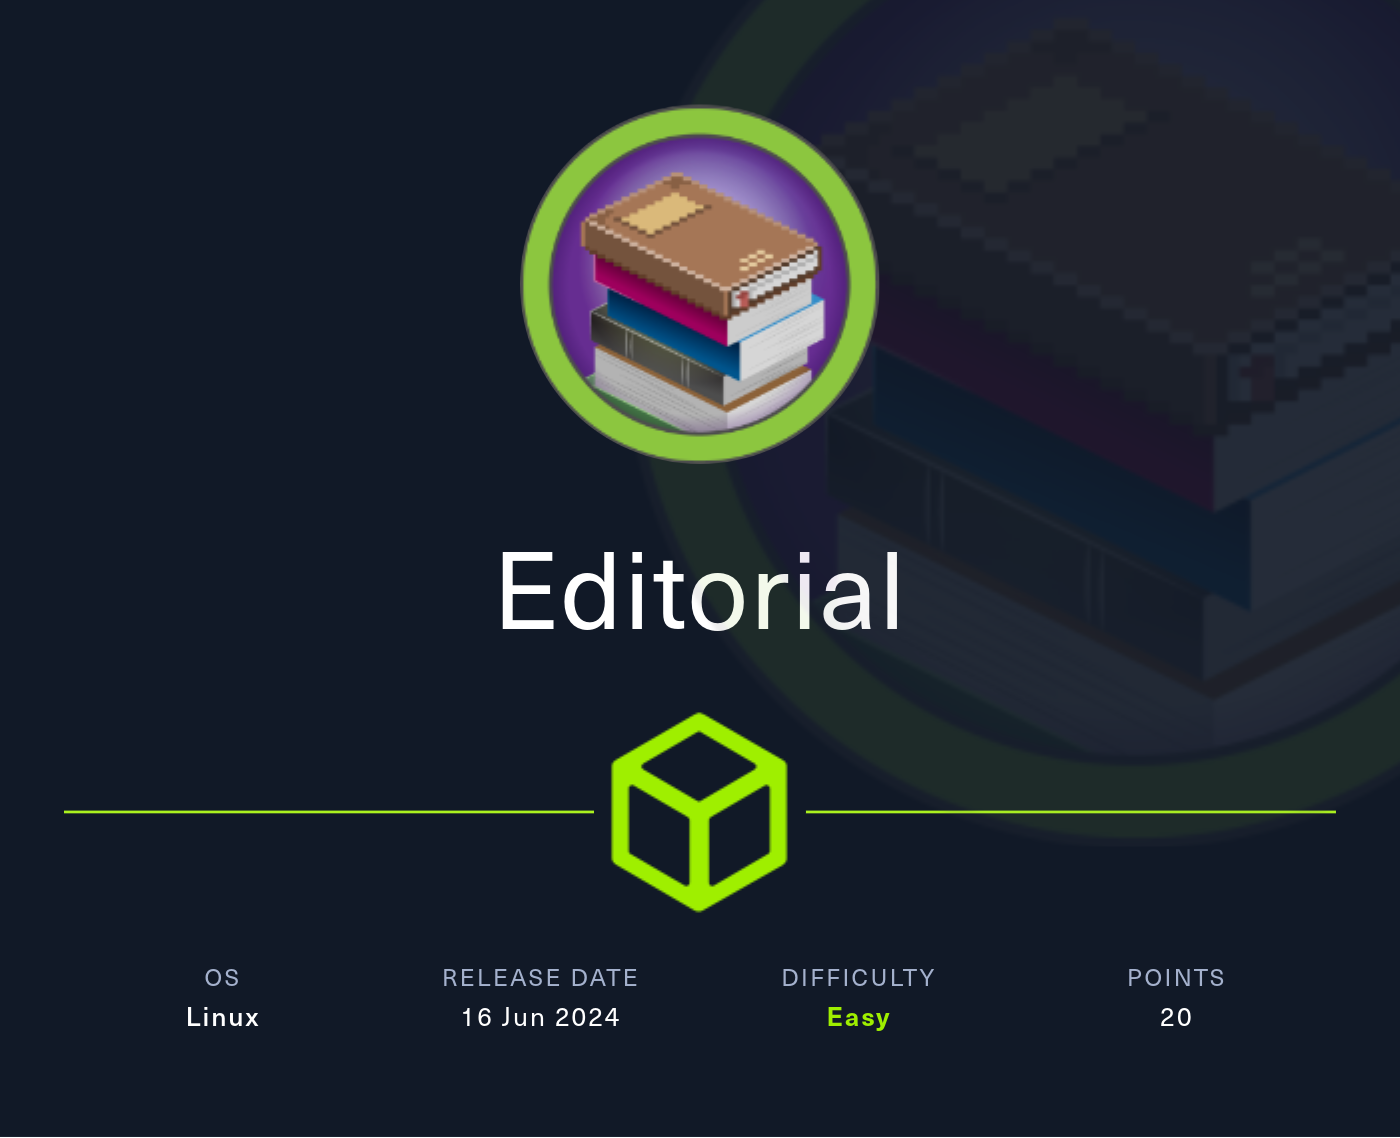 Editorial
OS
Linux
RELEASE DATE
16 Jun 2024
DIFFICULTY
Easy
POINTS
20